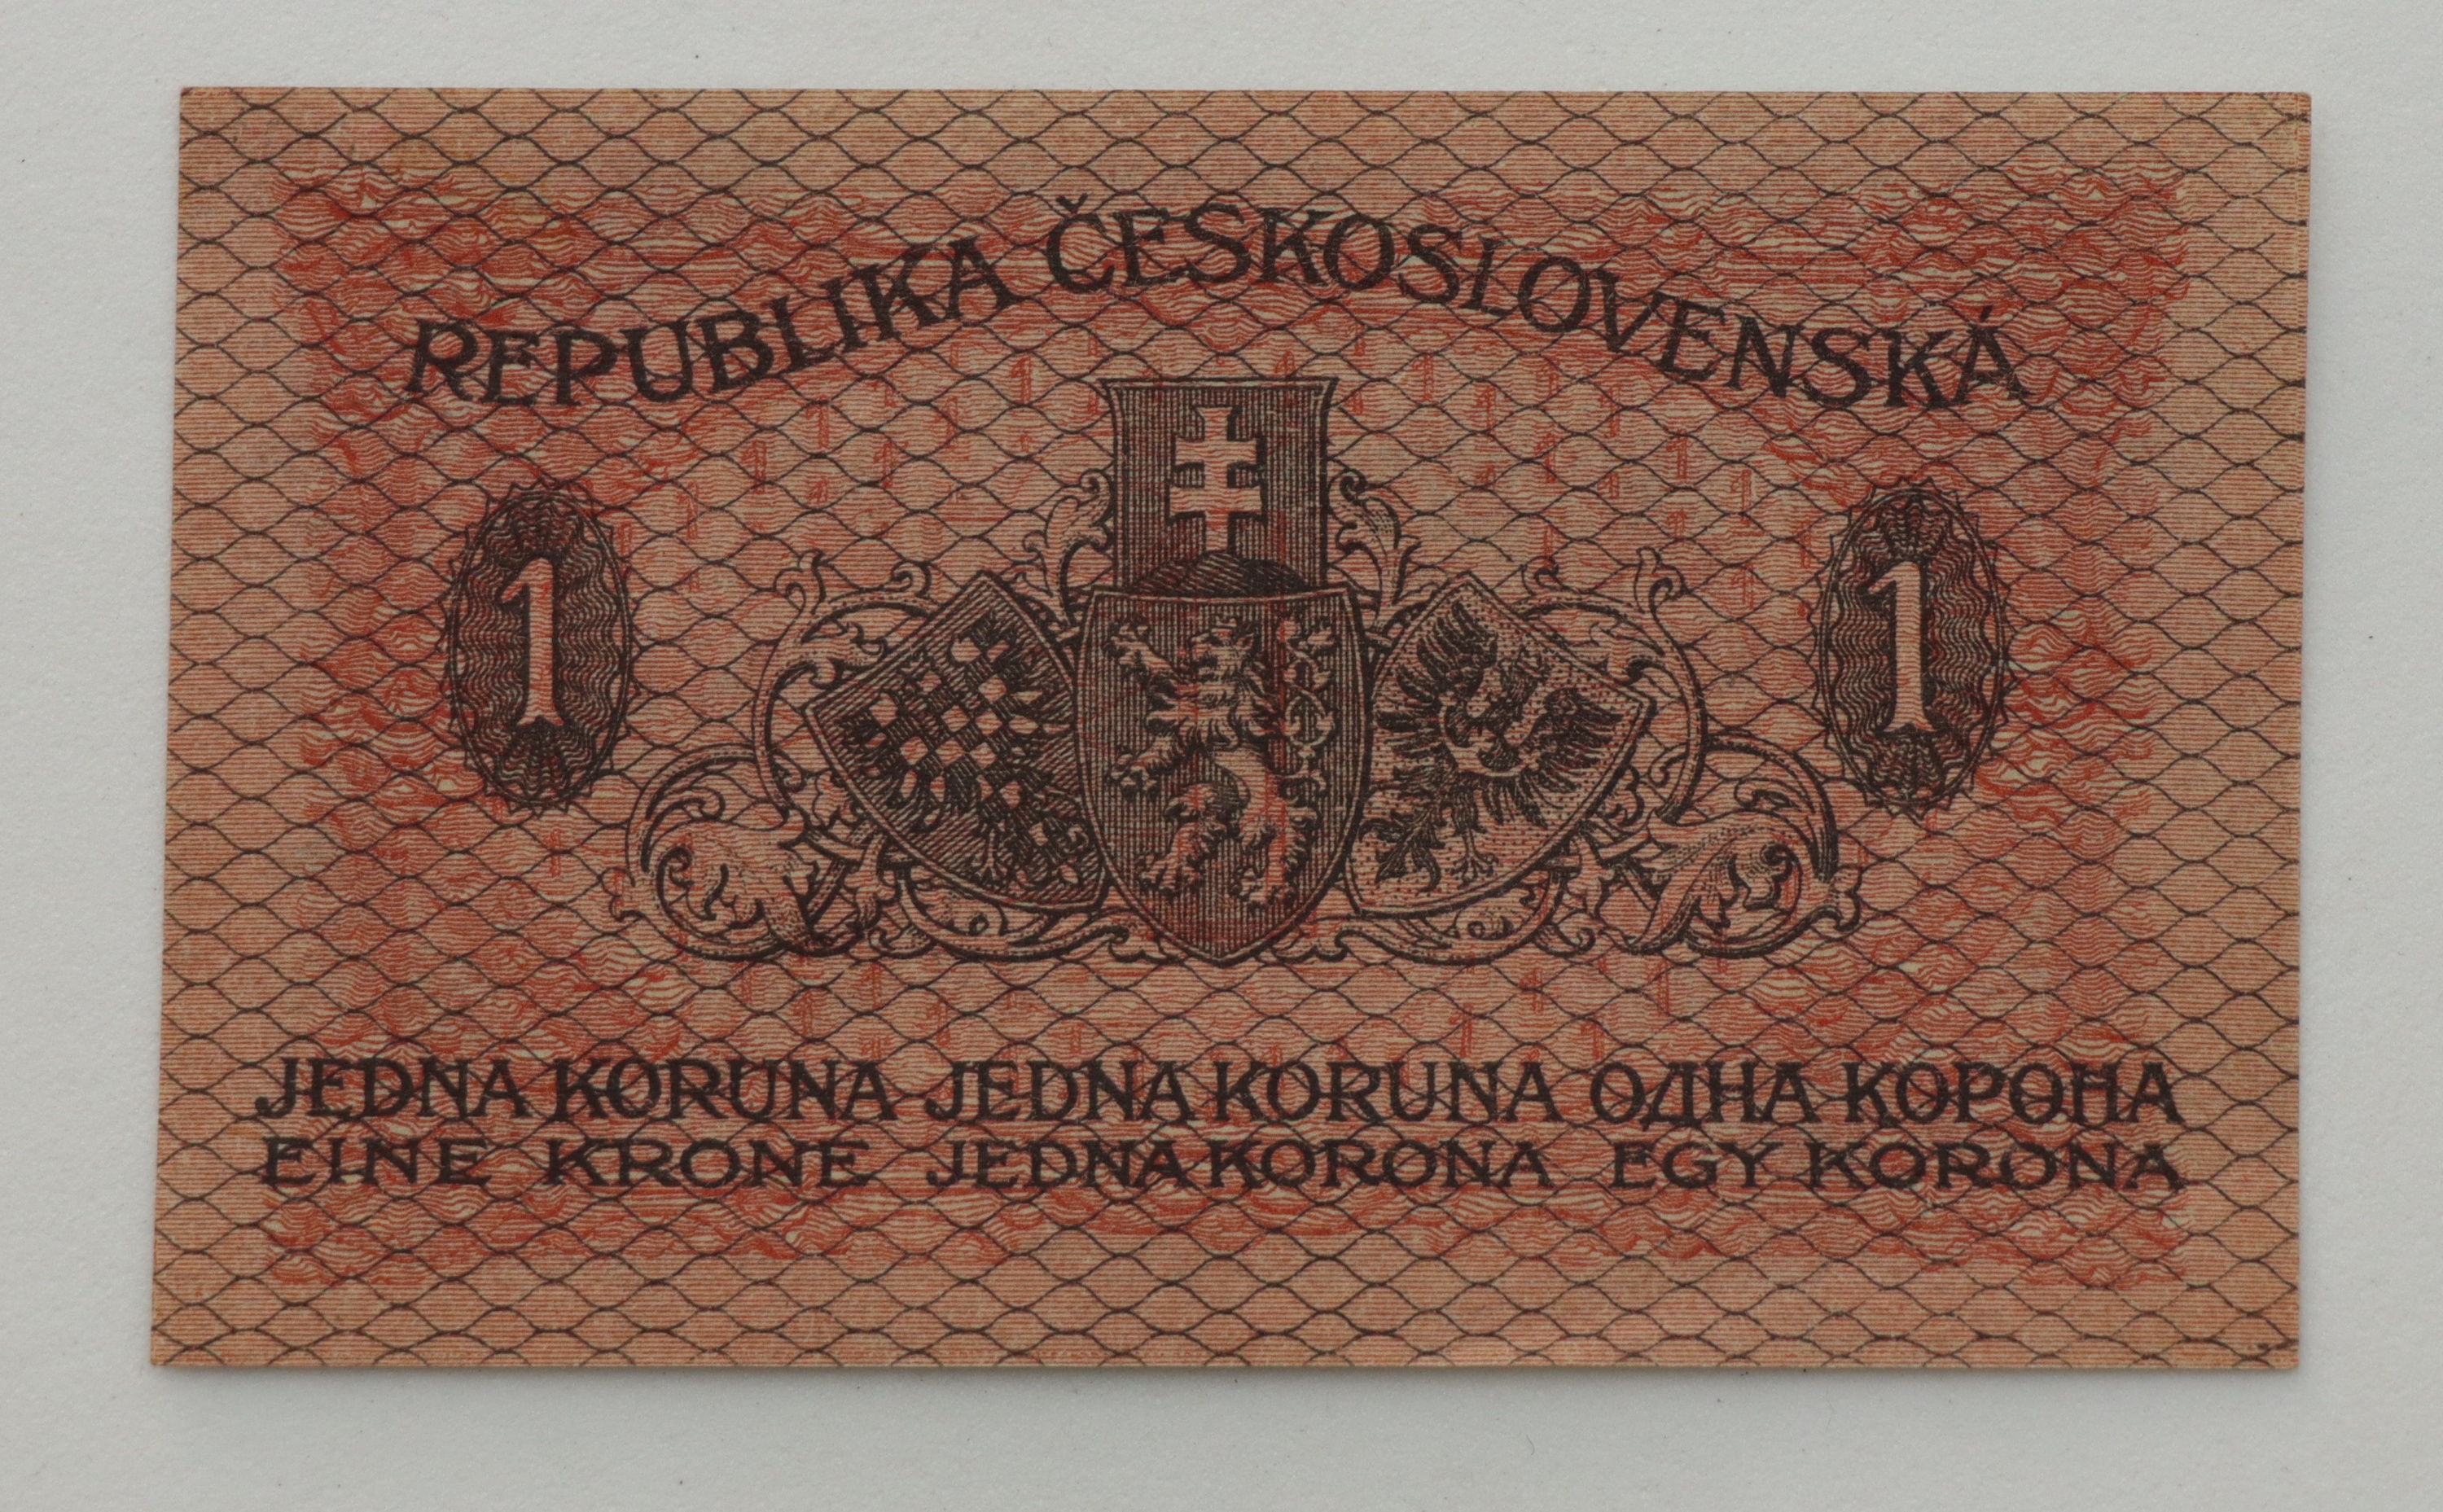 REPUBLIKA ČESKOSLOVENSKÁ
1 1
JEDNA KORUNA JEDNA KORUNA ОДНА КОРОНА
EINE KRONE JEDNA KORONA EGY KORONA